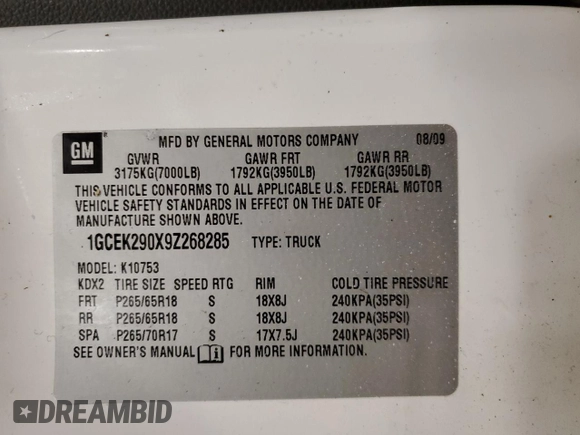 GM
MFD BY GENERAL MOTORS COMPANY 08/09
GVWR GAWR FRT GAWR RR
3175KG(7000LB) 1792KG(3950LB) 1792KG(3950LB)
THIS VEHICLE CONFORMS TO ALL APPLICABLE U.S. FEDERAL MOTOR
VEHICLE SAFETY STANDARDS IN EFFECT ON THE DATE OF
MANUFACTURE SHOWN ABOVE.
1GCEK290X9Z268285 TYPE: TRUCK
MODEL: K10753
KDX2 TIRE SIZE SPEED RTG RIM COLD TIRE PRESSURE
FRT P265/65R18 S 18X8J 240KPA(35PSI)
RR P265/65R18 S 18X8J 240KPA(35PSI)
SPA P265/70R17 S 17X7.5J 240KPA(35PSI)
SEE OWNER'S MANUAL FOR MORE INFORMATION.
DREAMBID